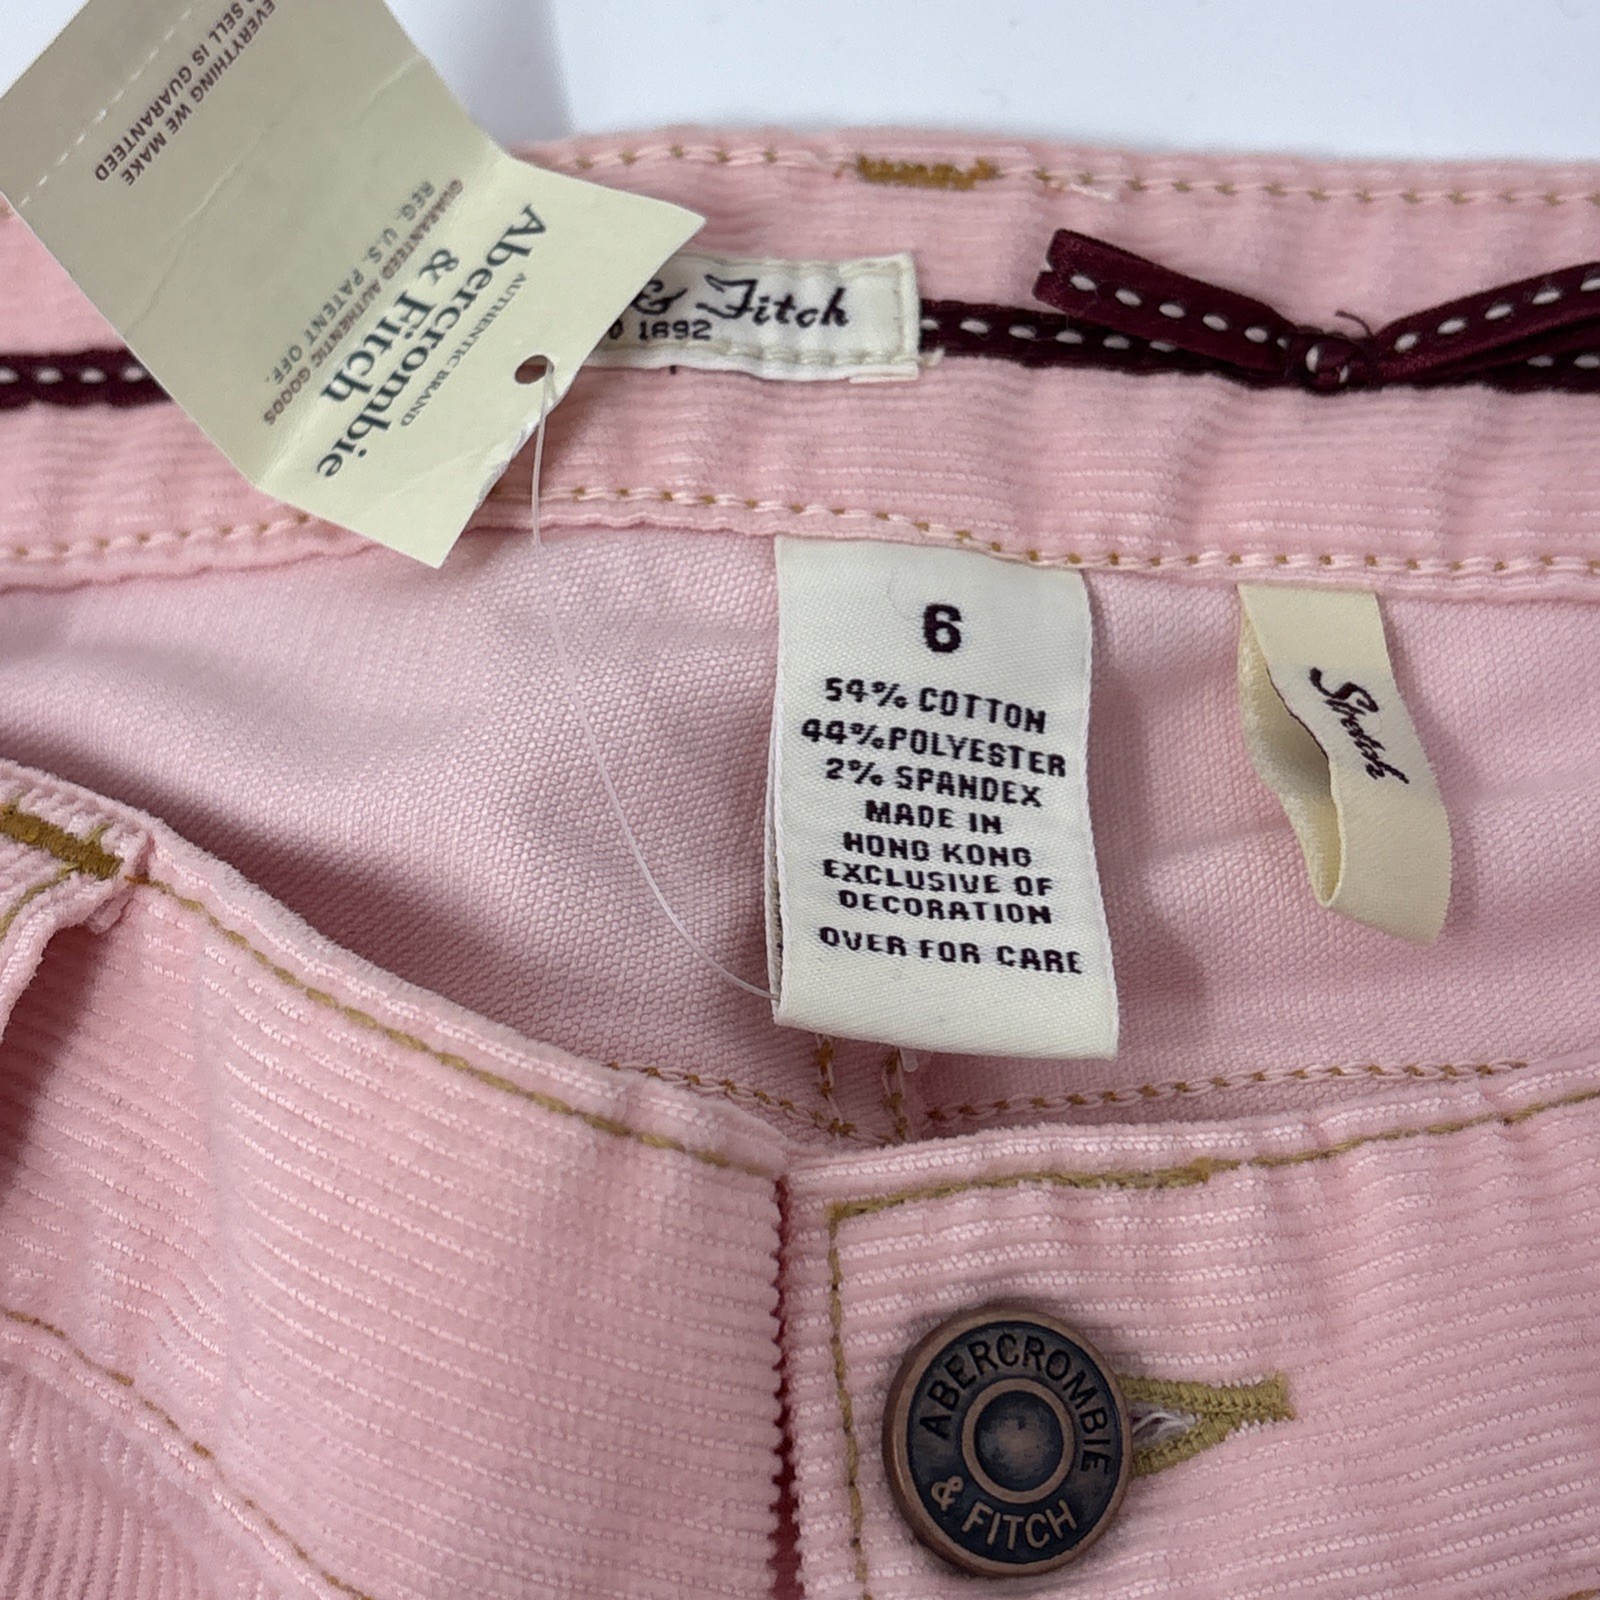 EVERYTHING WE MAKE
SELL IS GUARANTEED
AUTHENTIC BRAND
Abercrombie
& Fitch
REG. U.S. PATENT OFF.
GUARANTEED AUTHENTIC GOODS
& Fitch
1892
6
54% COTTON
44%POLYESTER
2% SPANDEX
MADE IN
HONG KONG
EXCLUSIVE OF
DECORATION
OVER FOR CARE
Stretch
ABERCROMBIE
& FITCH